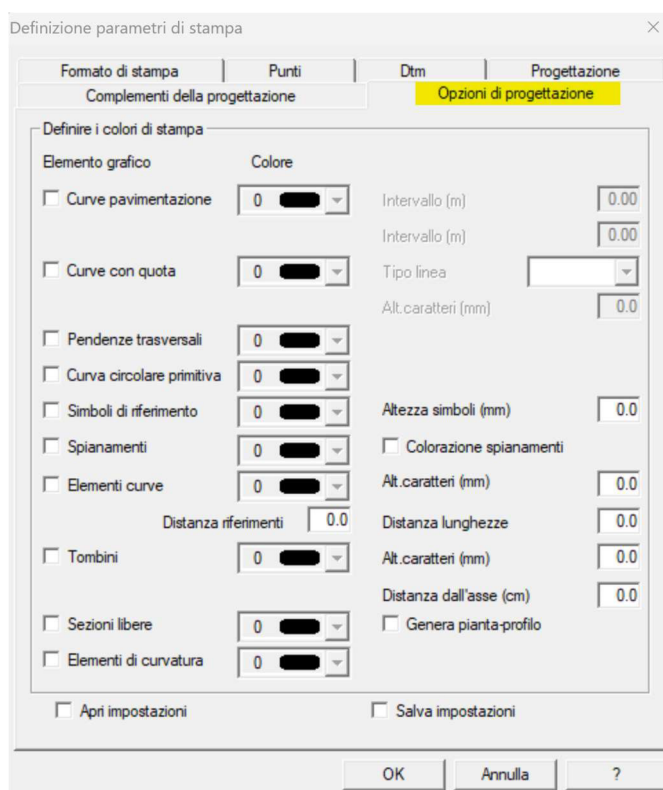 Definizione parametri di stampa
Formato di stampa Punti Dtm Progettazione
Complementi della progettazione Opzioni di progettazione
Definire i colori di stampa
Elemento grafico Colore
Curve pavimentazione 0 Intervallo (m) 0.00
Intervallo (m) 0.00
Curve con quota 0 Tipo linea
Alt.caratteri (mm) 0.0
Pendenze trasversali 0
Curva circolare primitiva 0
Simboli di riferimento 0 Altezza simboli (mm) 0.0
Spianamenti 0 Colorazione spianamenti
Elementi curve 0 Alt.caratteri (mm) 0.0
Distanza riferimenti 0.0 Distanza lunghezze 0.0
Tombini 0 Alt.caratteri (mm) 0.0
Distanza dall'asse (cm) 0.0
Sezioni libere 0 Genera pianta-profilo
Elementi di curvatura 0
Apri impostazioni Salva impostazioni
OK Annulla ?